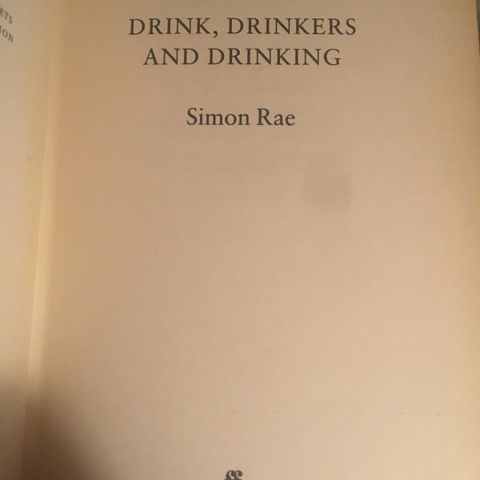 DRINK, DRINKERS
AND DRINKING
Simon Rae